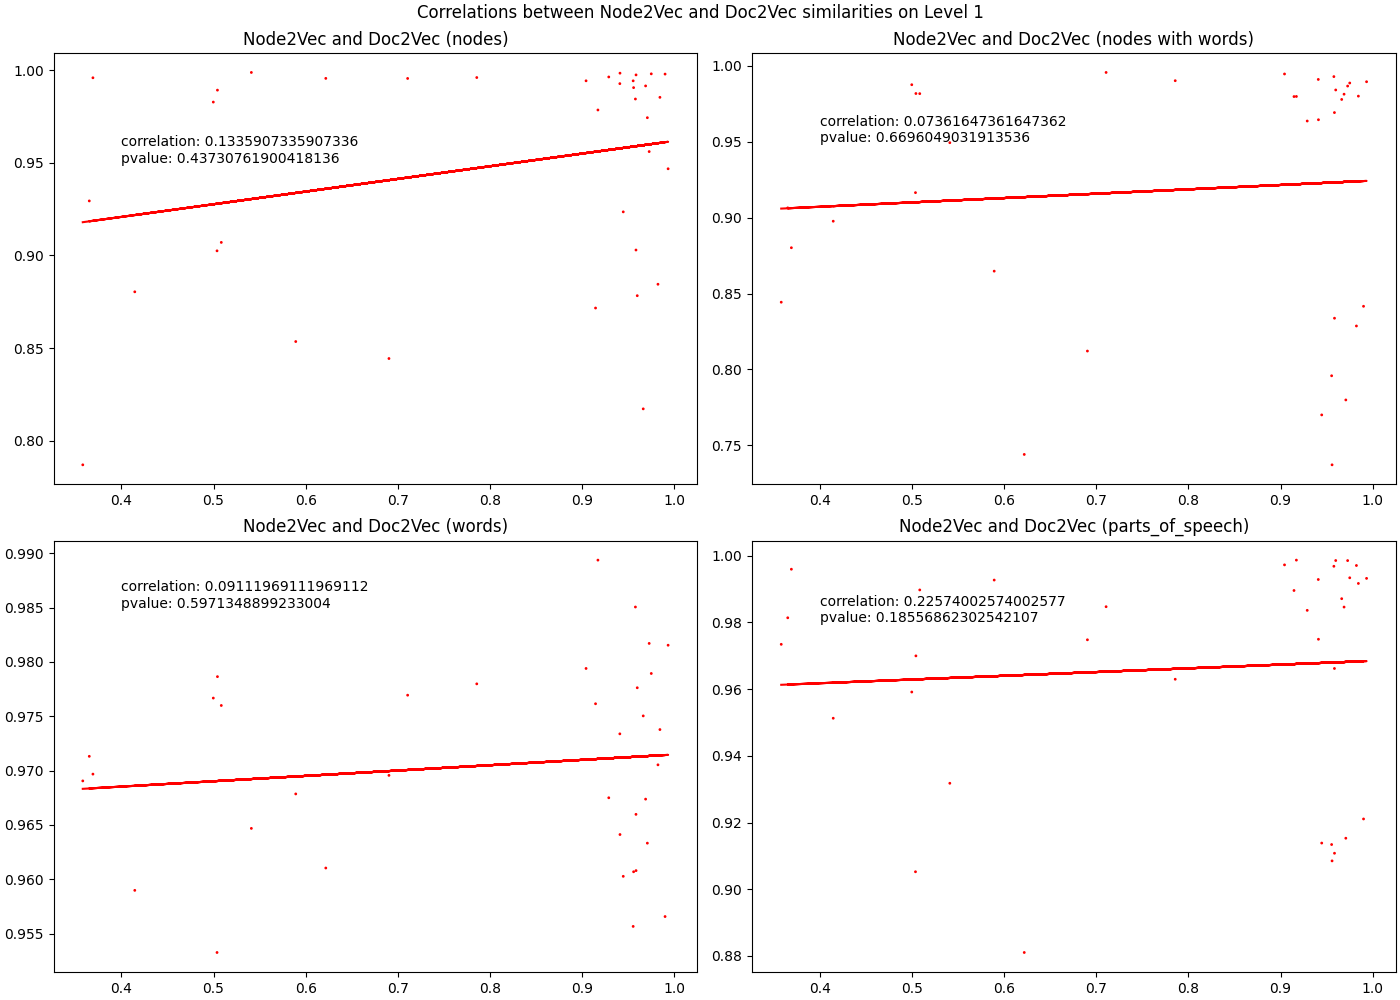 Correlations between Node2Vec and Doc2Vec similarities on Level 1
Node2Vec and Doc2Vec (nodes)
1.00
0.95
0.90
0.85
0.80
correlation: 0.1335907335907336
pvalue: 0.43730761900418136
0.4 0.5 0.6 0.7 0.8 0.9 1.0
Node2Vec and Doc2Vec (nodes with words)
1.00
0.95
0.90
0.85
0.80
0.75
correlation: 0.07361647361647362
pvalue: 0.6696049031913536
0.4 0.5 0.6 0.7 0.8 0.9 1.0
Node2Vec and Doc2Vec (words)
0.990
0.985
0.980
0.975
0.970
0.965
0.960
0.955
correlation: 0.09111969111969112
pvalue: 0.5971348899233004
0.4 0.5 0.6 0.7 0.8 0.9 1.0
Node2Vec and Doc2Vec (parts_of_speech)
1.00
0.98
0.96
0.94
0.92
0.90
0.88
correlation: 0.22574002574002577
pvalue: 0.18556862302542107
0.4 0.5 0.6 0.7 0.8 0.9 1.0